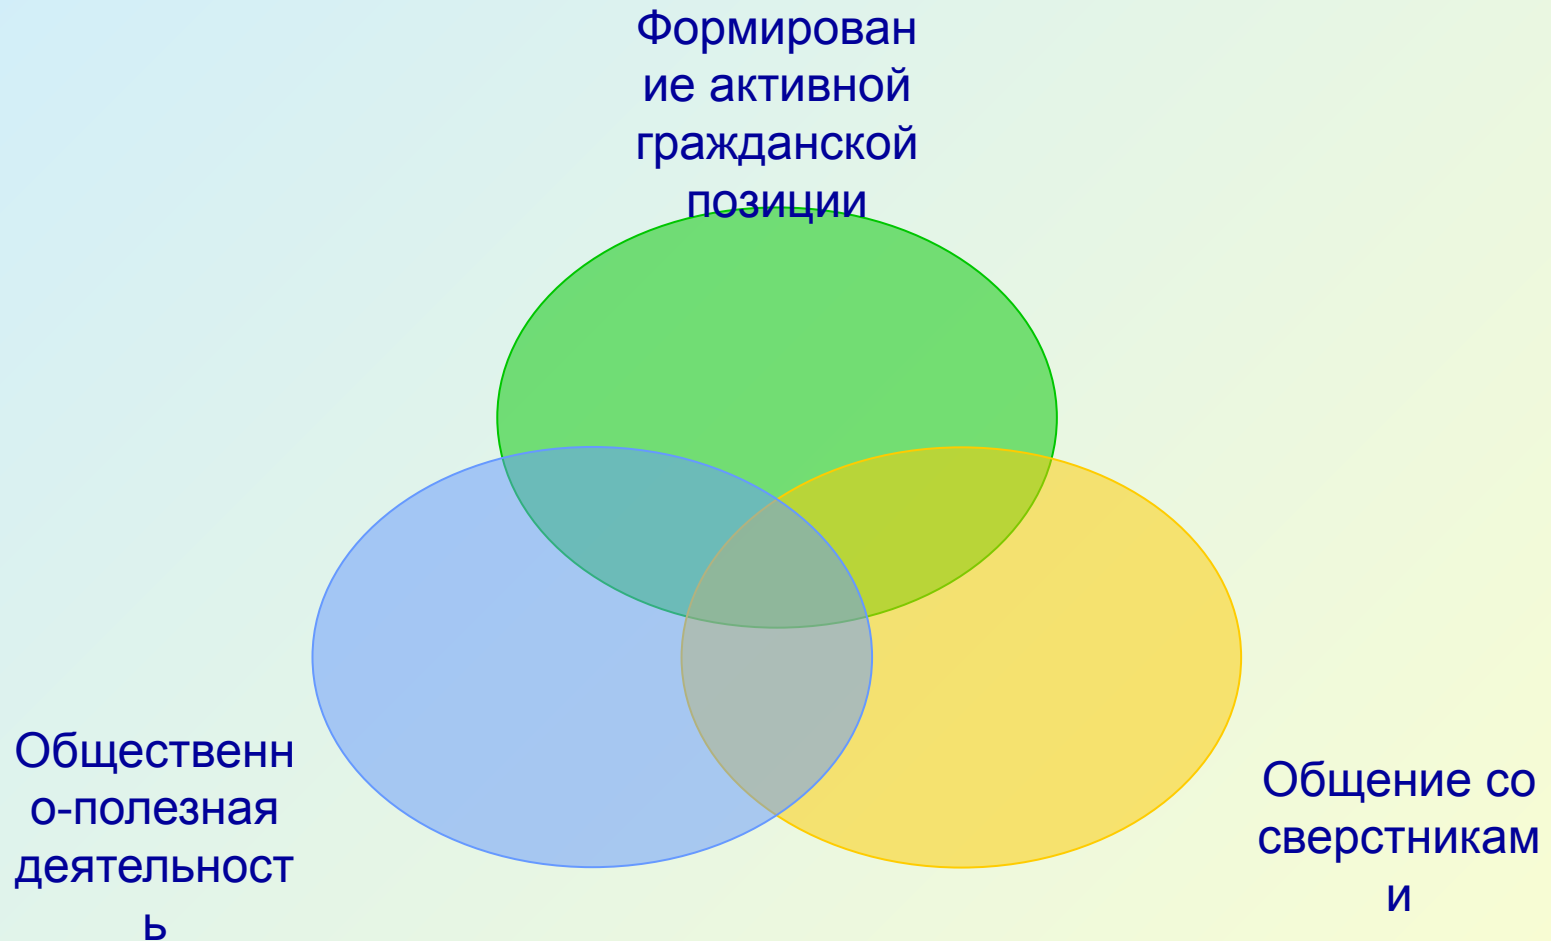 Формирован
ие активной
гражданской
позиции
Общественн
о-полезная
деятельност
ь
Общение со
сверстникам
и